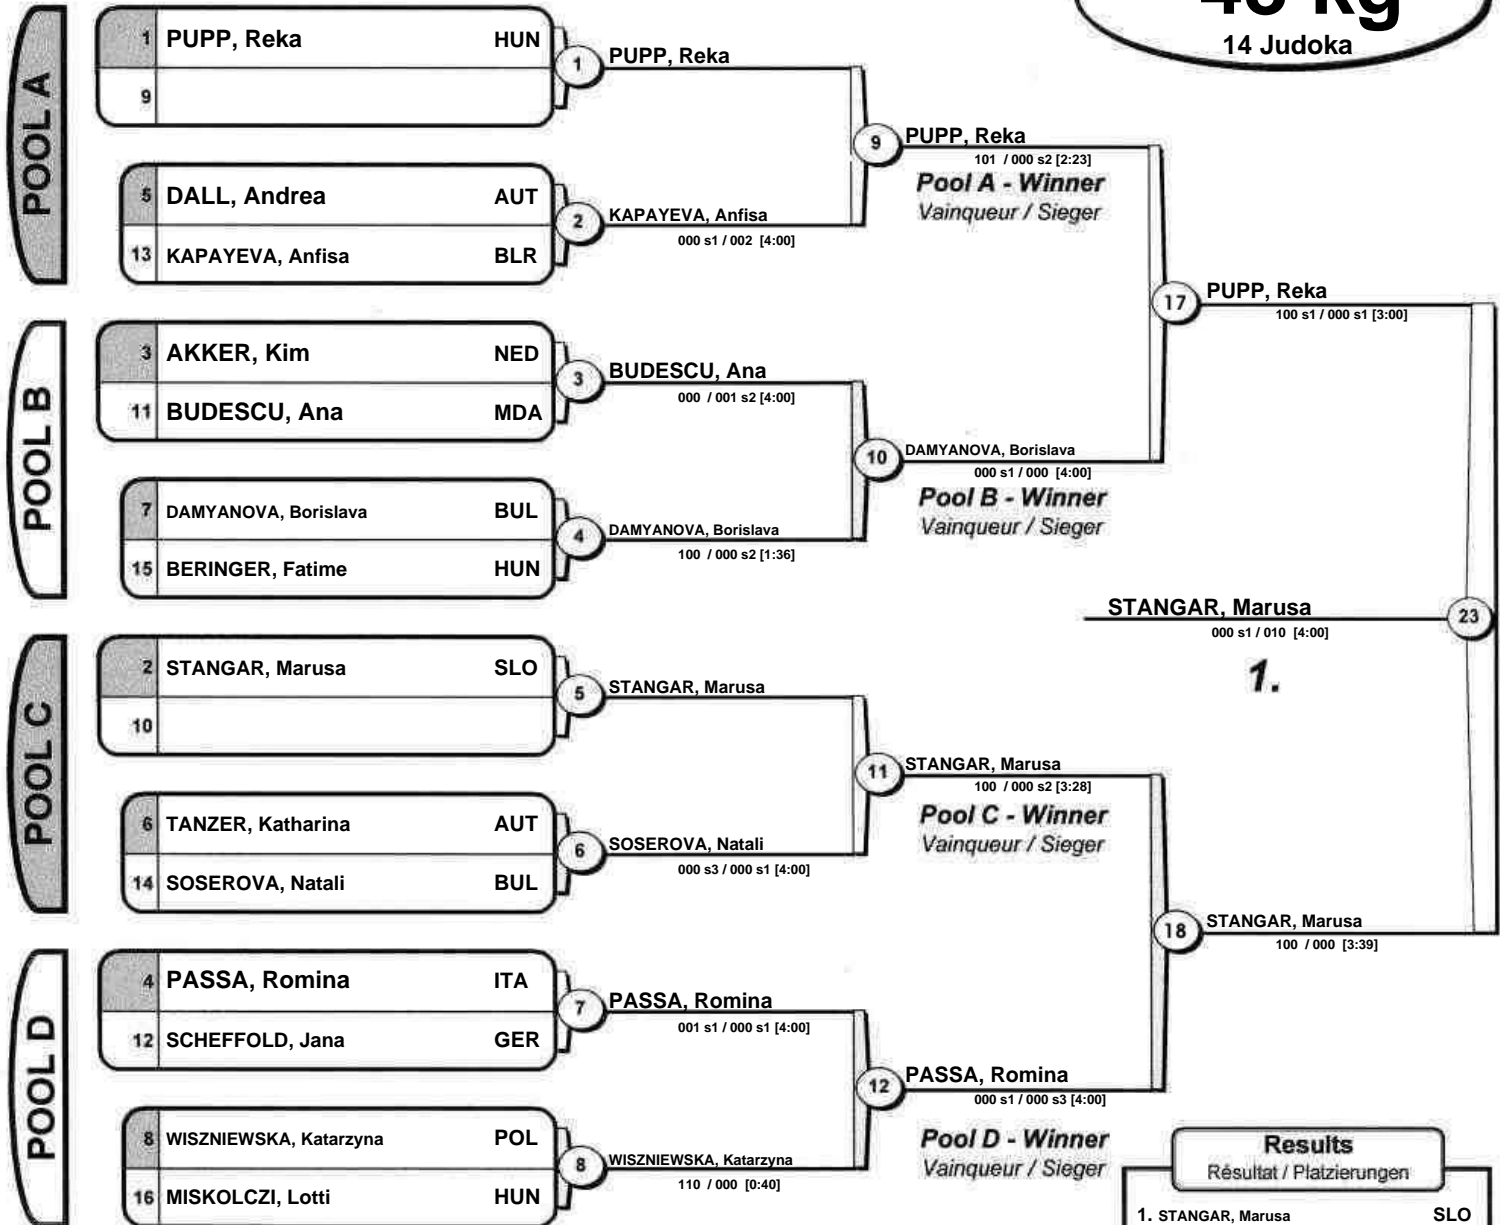 48 kg
14 Judoka
POOL A
1 PUPP, Reka HUN
9
1 PUPP, Reka
5 DALL, Andrea AUT
13 KAPAYEVA, Anfisa BLR
2 KAPAYEVA, Anfisa
000 s1 / 002 [4:00]
9 PUPP, Reka
101 / 000 s2 [2:23]
Pool A - Winner
Vainqueur / Sieger
POOL B
3 AKKER, Kim NED
11 BUDESCU, Ana MDA
3 BUDESCU, Ana
000 / 001 s2 [4:00]
7 DAMYANOVA, Borislava BUL
15 BERINGER, Fatime HUN
4 DAMYANOVA, Borislava
100 / 000 s2 [1:36]
10 DAMYANOVA, Borislava
000 s1 / 000 [4:00]
Pool B - Winner
Vainqueur / Sieger
17 PUPP, Reka
100 s1 / 000 s1 [3:00]
STANGAR, Marusa 23
000 s1 / 010 [4:00]
1.
POOL C
2 STANGAR, Marusa SLO
10
5 STANGAR, Marusa
6 TANZER, Katharina AUT
14 SOSEROVA, Natali BUL
6 SOSEROVA, Natali
000 s3 / 000 s1 [4:00]
11 STANGAR, Marusa
100 / 000 s2 [3:28]
Pool C - Winner
Vainqueur / Sieger
18 STANGAR, Marusa
100 / 000 [3:39]
POOL D
4 PASSA, Romina ITA
12 SCHEFFOLD, Jana GER
7 PASSA, Romina
001 s1 / 000 s1 [4:00]
8 WISZNIEWSKA, Katarzyna POL
16 MISKOLCZI, Lotti HUN
8 WISZNIEWSKA, Katarzyna
110 / 000 [0:40]
12 PASSA, Romina
000 s1 / 000 s3 [4:00]
Pool D - Winner
Vainqueur / Sieger
Results
Résultat / Platzierungen
1. STANGAR, Marusa SLO